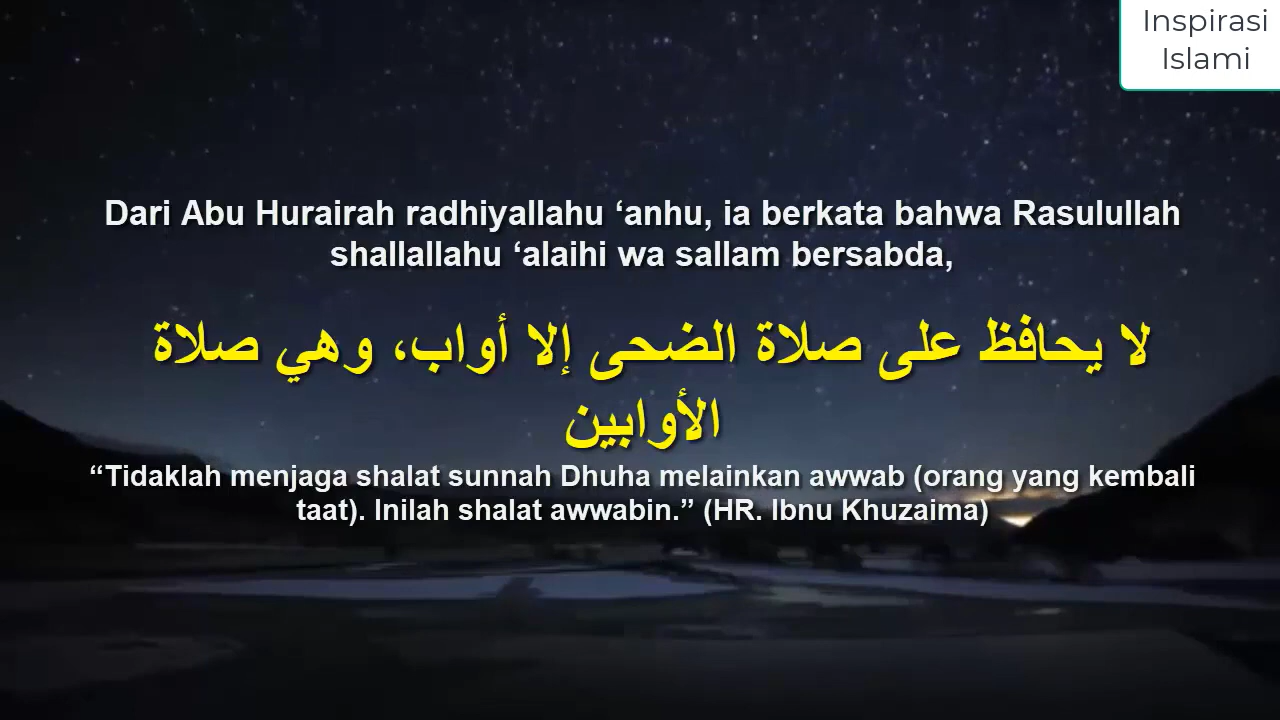 Inspirasi
Islami
Dari Abu Hurairah radhiyallahu ‘anhu, ia berkata bahwa Rasulullah
shallallahu ‘alaihi wa sallam bersabda,
لا يحافظ على صلاة الضحى إلا أواب، وهي صلاة
الأوابين
“Tidaklah menjaga shalat sunnah Dhuha melainkan awwab (orang yang kembali
taat). Inilah shalat awwabin.” (HR. Ibnu Khuzaima)